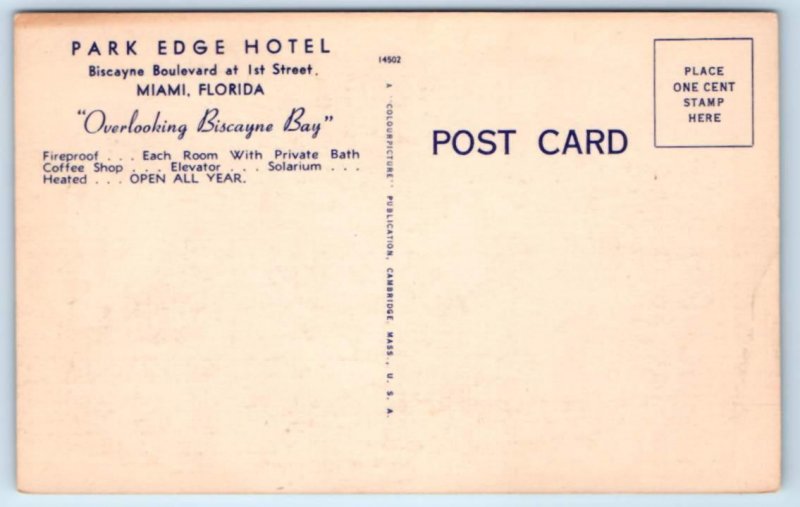 PARK EDGE HOTEL
Biscayne Boulevard at 1st Street.
MIAMI, FLORIDA
"Overlooking Biscayne Bay"
Fireproof . . . Each Room With Private Bath
Coffee Shop . . . Elevator . . . Solarium . . .
Heated . . . OPEN ALL YEAR.
14502
A "COLOURPICTURE" PUBLICATION, CAMBRIDGE, MASS., U. S. A.
POST CARD
PLACE
ONE CENT
STAMP
HERE